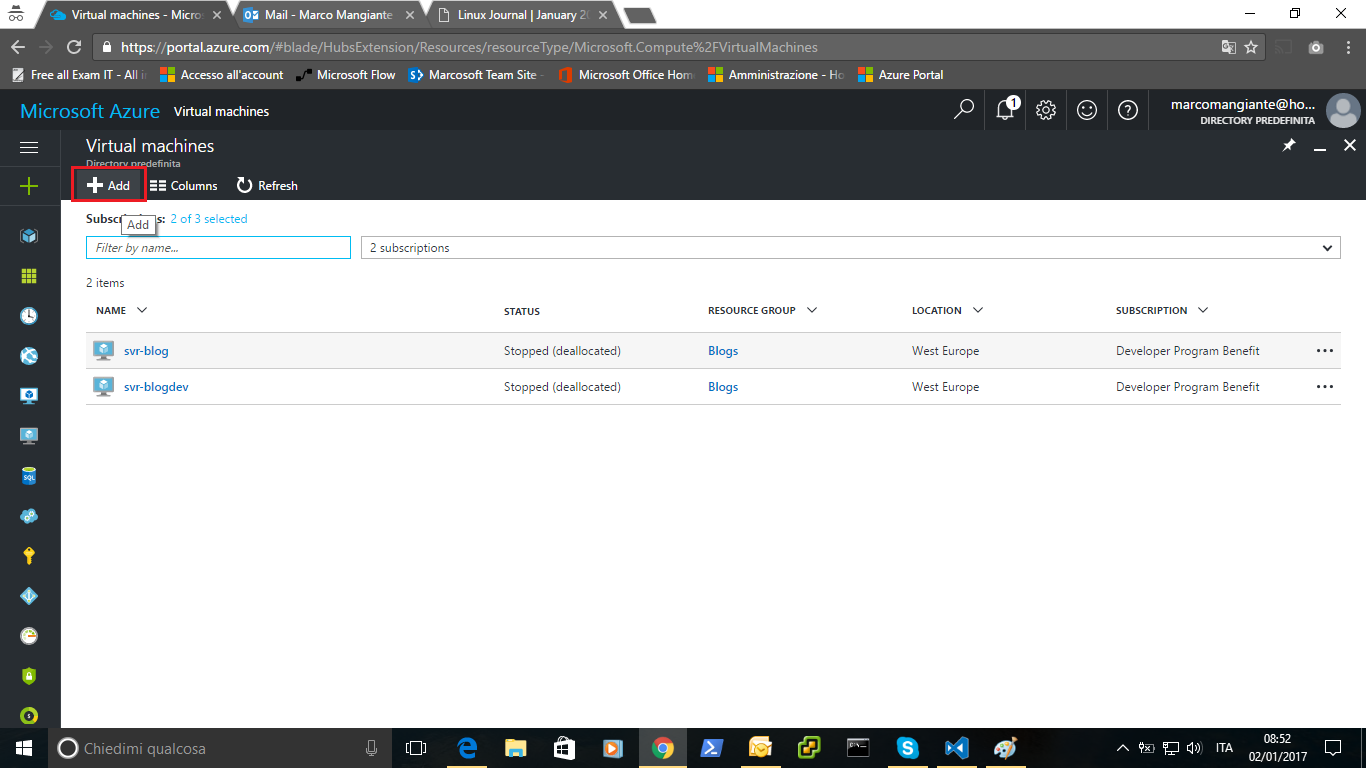 Virtual machines - Micros
Mail - Marco Mangiante
Linux Journal | January 20
https://portal.azure.com/#blade/HubsExtension/Resources/resourceType/Microsoft.Compute%2FVirtualMachines
Free all Exam IT - All i
Accesso all'account
Microsoft Flow
Marcosoft Team Site -
Microsoft Office Hom
Amministrazione - Ho
Azure Portal
Microsoft Azure Virtual machines
1
marcomangiante@ho...
DIRECTORY PREDEFINITA
Virtual machines
Directory predefinita
Add Columns Refresh
2 of 3 selected
Add
Filter by name...
2 subscriptions
2 items
NAME STATUS RESOURCE GROUP LOCATION SUBSCRIPTION
svr-blog Stopped (deallocated) Blogs West Europe Developer Program Benefit
svr-blogdev Stopped (deallocated) Blogs West Europe Developer Program Benefit
SQL
Chiedimi qualcosa
ITA
08:52
02/01/2017